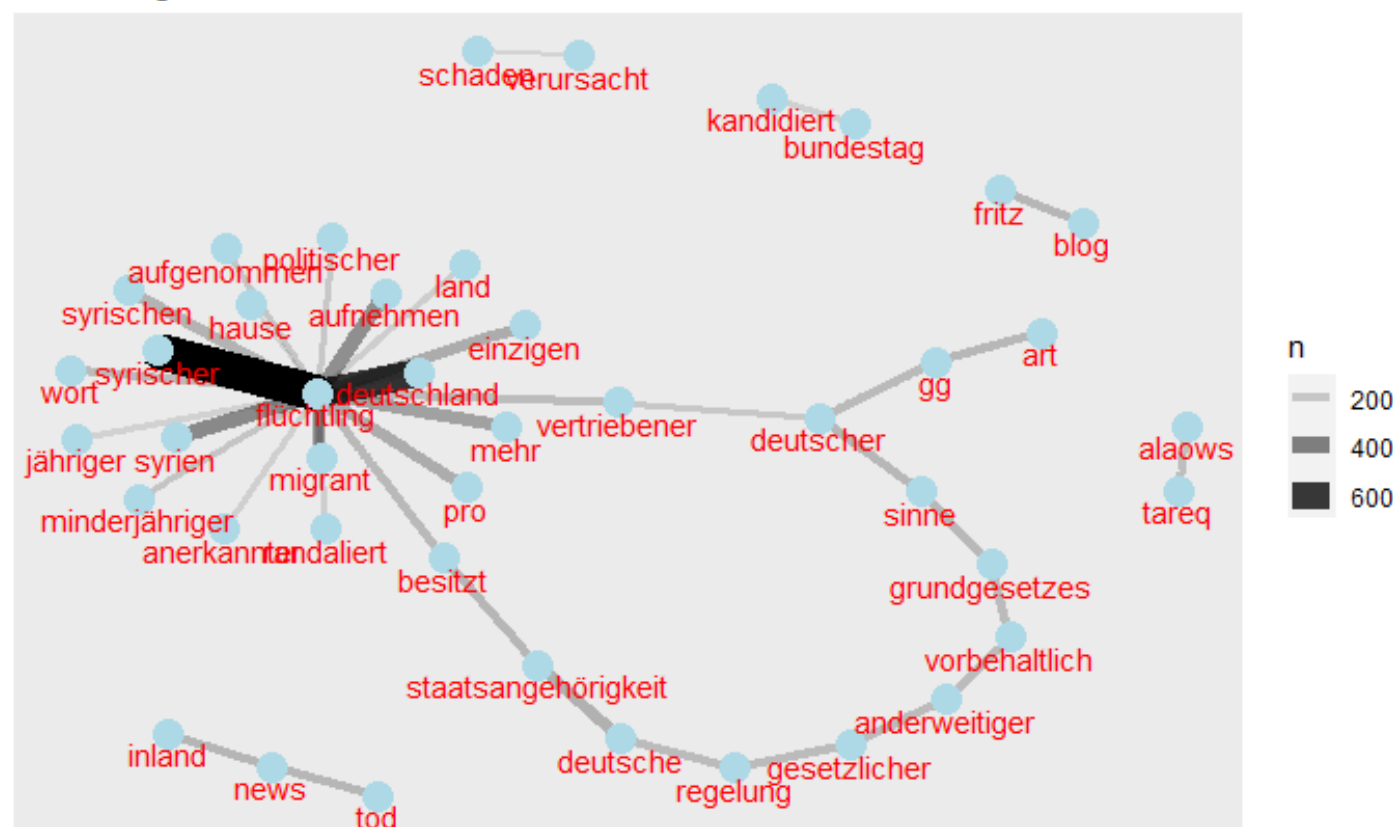 schaden
verursacht
kandidiert
bundestag
fritz
blog
politischer
aufgenommen
land
syrischen
hause
aufnehmen
einzigen
art
n
syrischer
gg
200
wort
deutschland
flüchtling
vertriebener
mehr
deutscher
400
alaows
jähriger
syrien
migrant
600
pro
sinne
tareq
minderjähriger
anerkannter
randaliert
besitzt
grundgesetzes
vorbehaltlich
staatsangehörigkeit
anderweitiger
inland
deutsche
gesetzlicher
news
regelung
tod